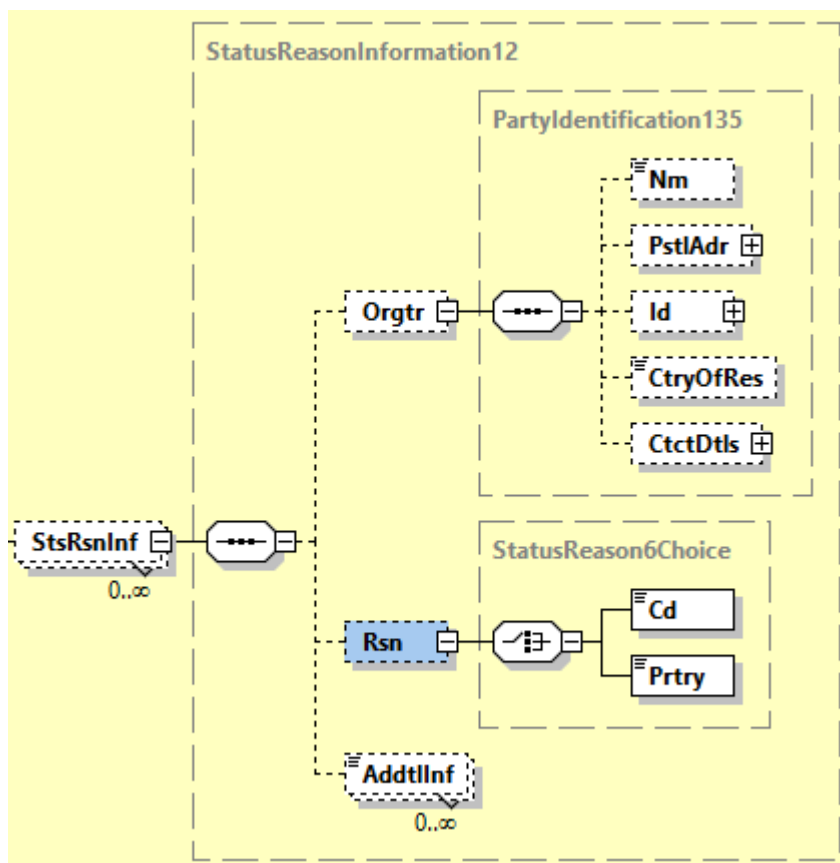 StatusReasonInformation12
PartyIdentification135
Nm
PstlAdr
Orgtr
Id
CtryOfRes
CtctDtls
StsRsnInf
0..∞
StatusReason6Choice
Cd
Rsn
Prtry
AddtlInf
0..∞